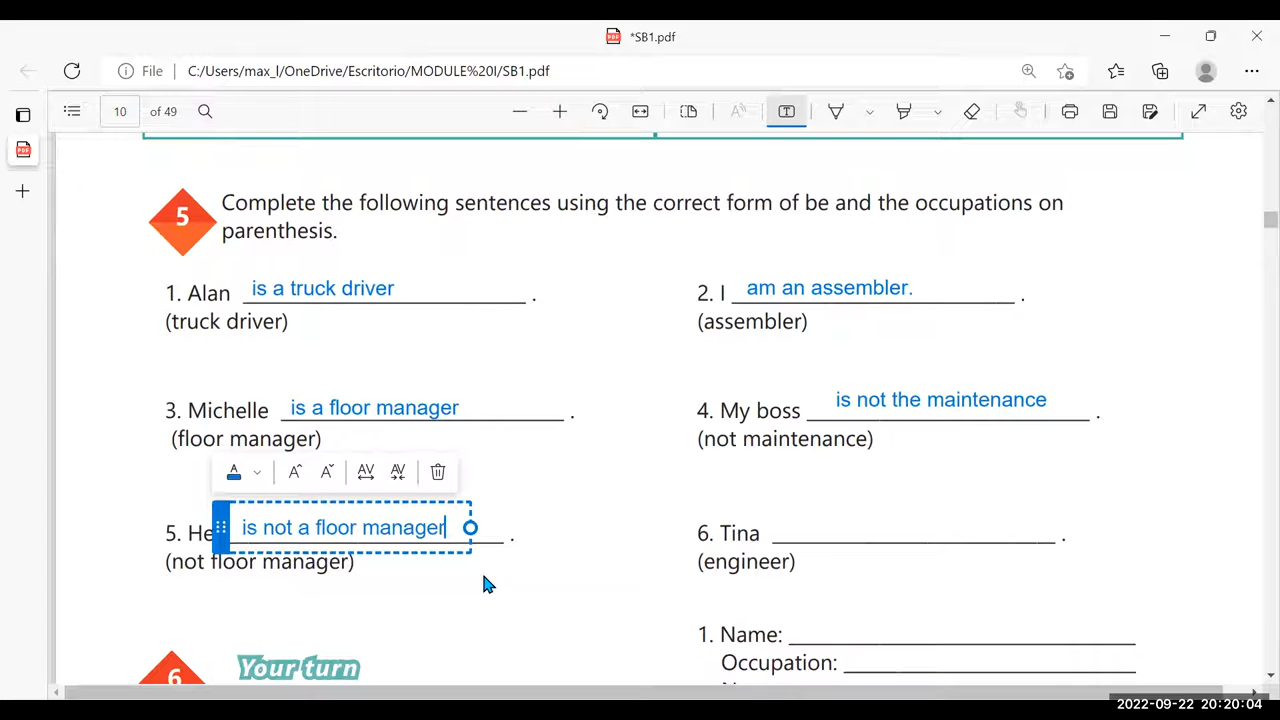 *SB1.pdf
File | C:/Users/max_l/OneDrive/Escritorio/MODULE%20I/SB1.pdf
10 of 49
5 Complete the following sentences using the correct form of be and the occupations on
parenthesis.
1. Alan is a truck driver .
(truck driver)
2. I am an assembler. .
(assembler)
3. Michelle is a floor manager .
(floor manager)
4. My boss is not the maintenance .
(not maintenance)
5. He is not a floor manager .
(not floor manager)
6. Tina .
(engineer)
6 Your turn
1. Name:
Occupation:
2022-09-22 20:20:04